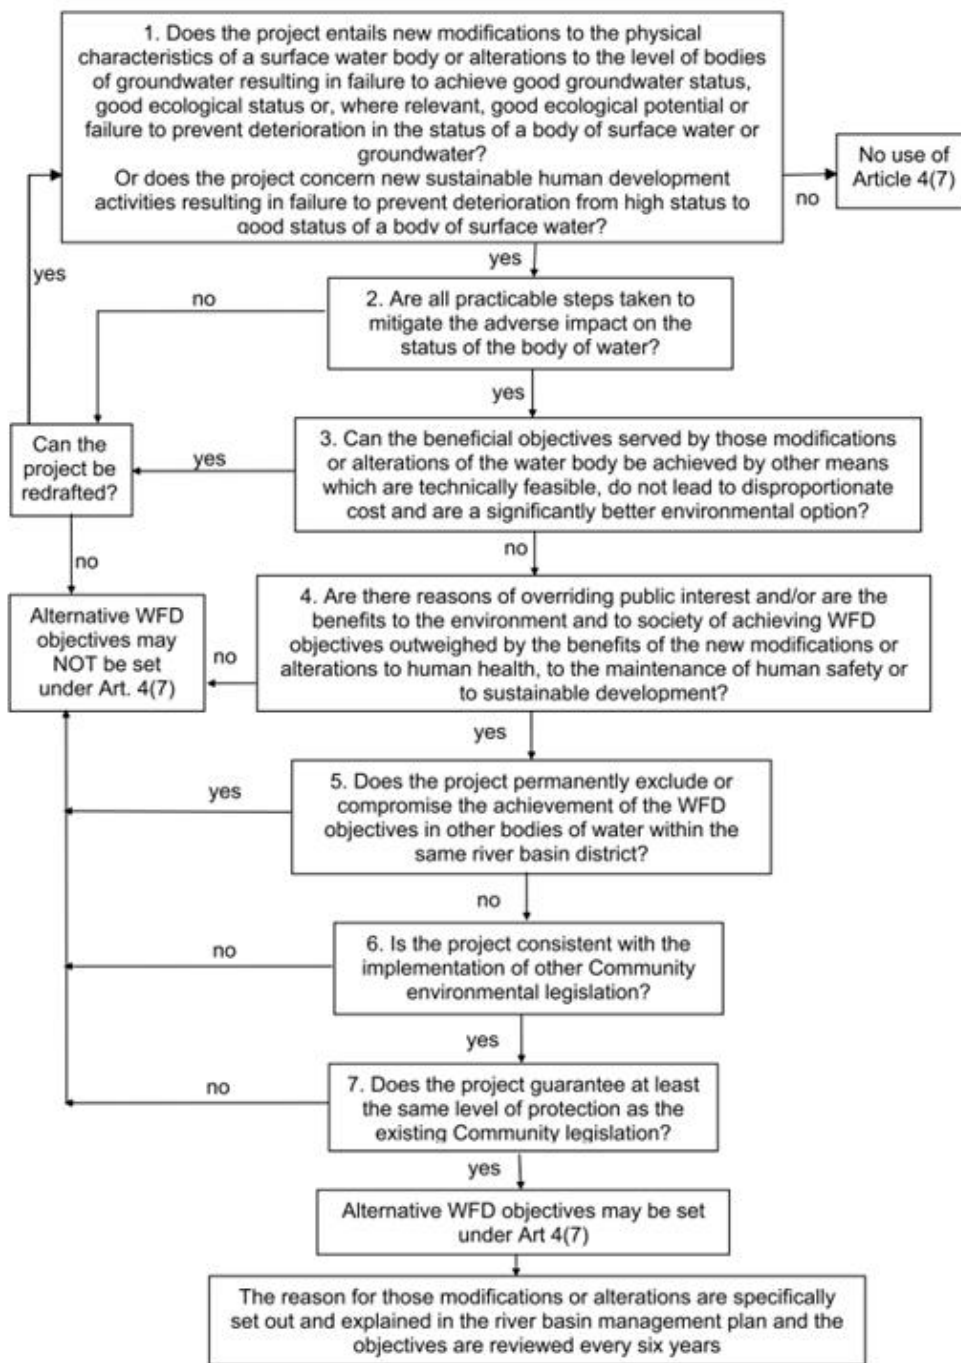 1. Does the project entails new modifications to the physical
characteristics of a surface water body or alterations to the level of bodies
of groundwater resulting in failure to achieve good groundwater status,
good ecological status or, where relevant, good ecological potential or
failure to prevent deterioration in the status of a body of surface water or
groundwater?
Or does the project concern new sustainable human development
activities resulting in failure to prevent deterioration from high status to
good status of a body of surface water?
no
No use of
Article 4(7)
yes
yes
no
2. Are all practicable steps taken to
mitigate the adverse impact on the
status of the body of water?
yes
Can the
project be
redrafted?
yes
3. Can the beneficial objectives served by those modifications
or alterations of the water body be achieved by other means
which are technically feasible, do not lead to disproportionate
cost and are a significantly better environmental option?
no
no
Alternative WFD
objectives may
NOT be set
under Art. 4(7)
no
4. Are there reasons of overriding public interest and/or are the
benefits to the environment and to society of achieving WFD
objectives outweighed by the benefits of the new modifications or
alterations to human health, to the maintenance of human safety or
to sustainable development?
yes
yes
5. Does the project permanently exclude or
compromise the achievement of the WFD
objectives in other bodies of water within the
same river basin district?
no
no
6. Is the project consistent with the
implementation of other Community
environmental legislation?
yes
no
7. Does the project guarantee at least
the same level of protection as the
existing Community legislation?
yes
Alternative WFD objectives may be set
under Art 4(7)
The reason for those modifications or alterations are specifically
set out and explained in the river basin management plan and the
objectives are reviewed every six years